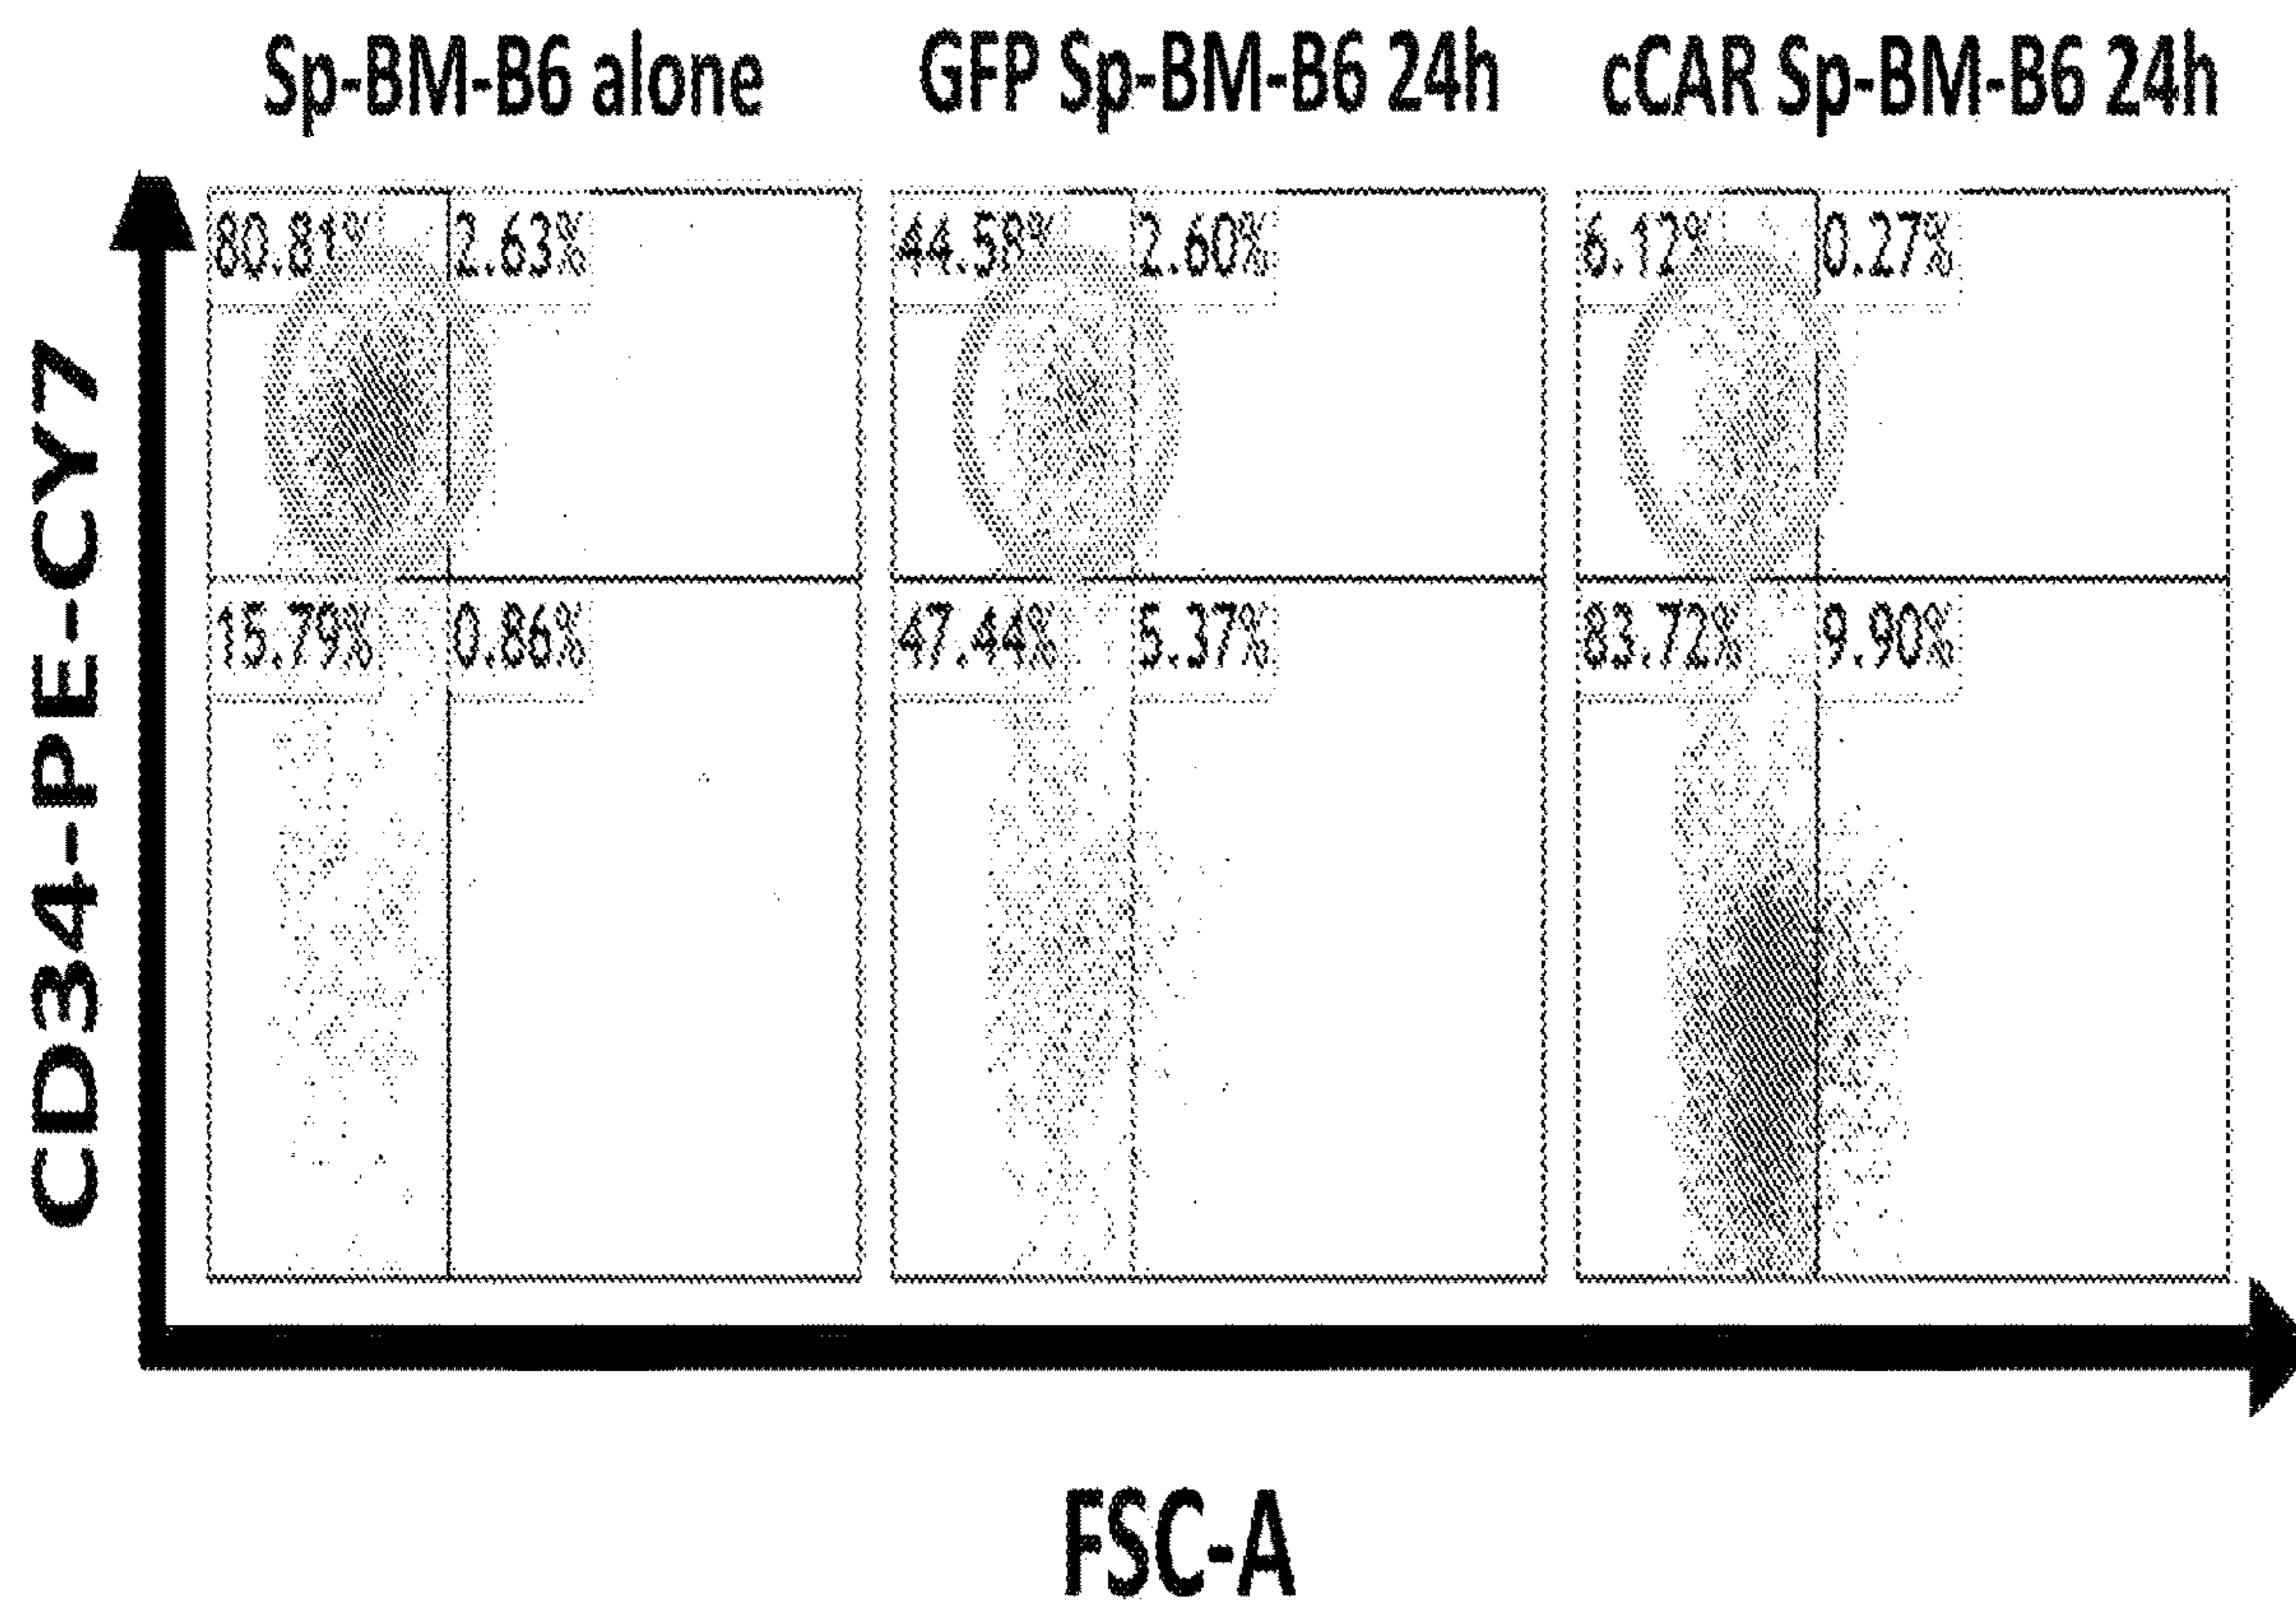 Sp-BM-B6 alone
GFP Sp-BM-B6 24h
cCAR Sp-BM-B6 24h
CD34-PE-CY7
80.81%
2.63%
44.58%
2.60%
6.12%
0.27%
15.79%
0.86%
47.44%
5.37%
83.72%
9.90%
FSC-A